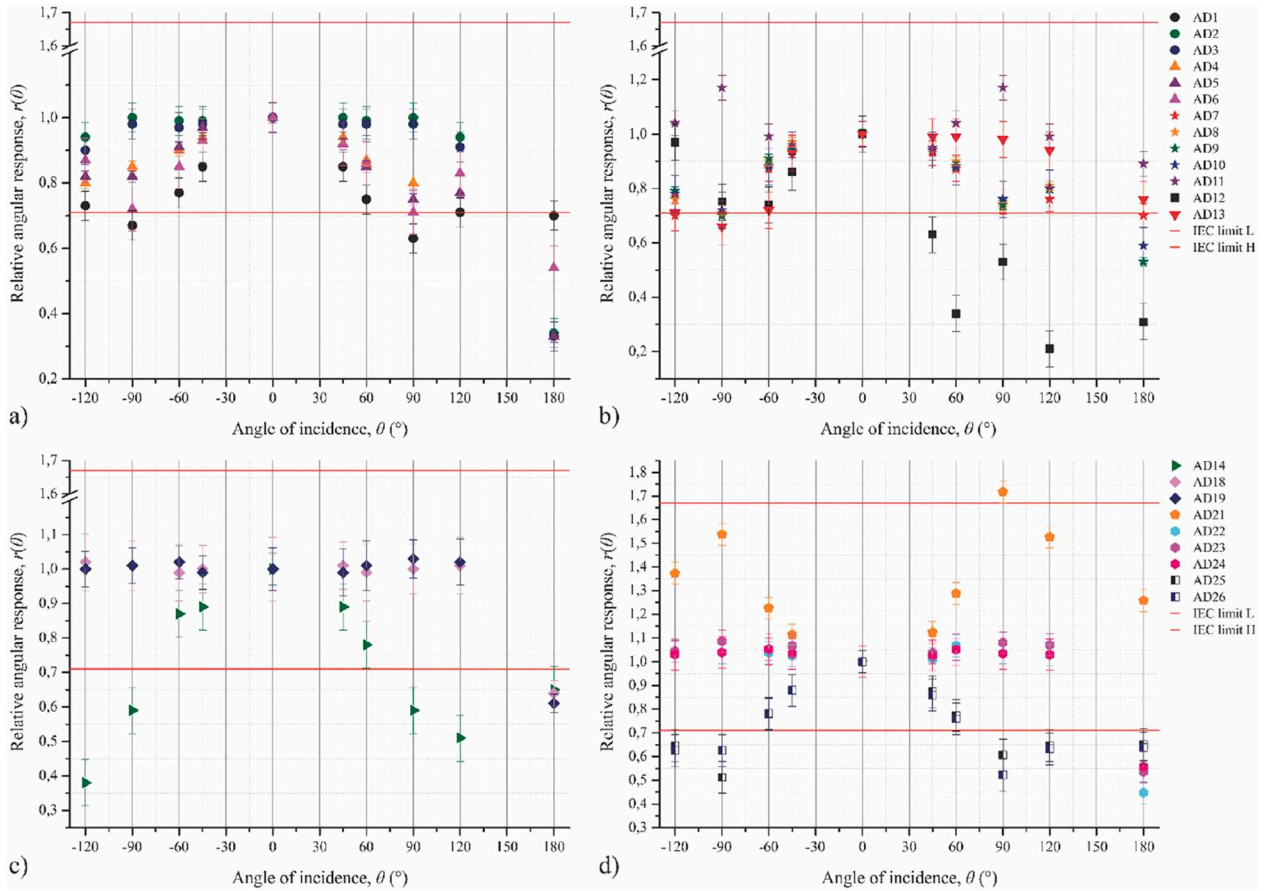 1,7
1,6
1,0
0,8
0,6
0,4
0,2
Relative angular response, r(θ)
-120 -90 -60 -30 0 30 60 90 120 150 180
Angle of incidence, θ (°)
a)
1,7
1,6
1,2
1,0
0,8
0,6
0,4
0,2
Relative angular response, r(θ)
-120 -90 -60 -30 0 30 60 90 120 150 180
Angle of incidence, θ (°)
b)
AD1
AD2
AD3
AD4
AD5
AD6
AD7
AD8
AD9
AD10
AD11
AD12
AD13
IEC limit L
IEC limit H
1,7
1,6
1,1
1,0
0,9
0,8
0,7
0,6
0,5
0,4
0,3
Relative angular response, r(θ)
-120 -90 -60 -30 0 30 60 90 120 150 180
Angle of incidence, θ (°)
c)
1,8
1,7
1,6
1,5
1,4
1,3
1,2
1,1
1,0
0,9
0,8
0,7
0,6
0,5
0,4
0,3
Relative angular response, r(θ)
-120 -90 -60 -30 0 30 60 90 120 150 180
Angle of incidence, θ (°)
d)
AD14
AD18
AD19
AD21
AD22
AD23
AD24
AD25
AD26
IEC limit L
IEC limit H